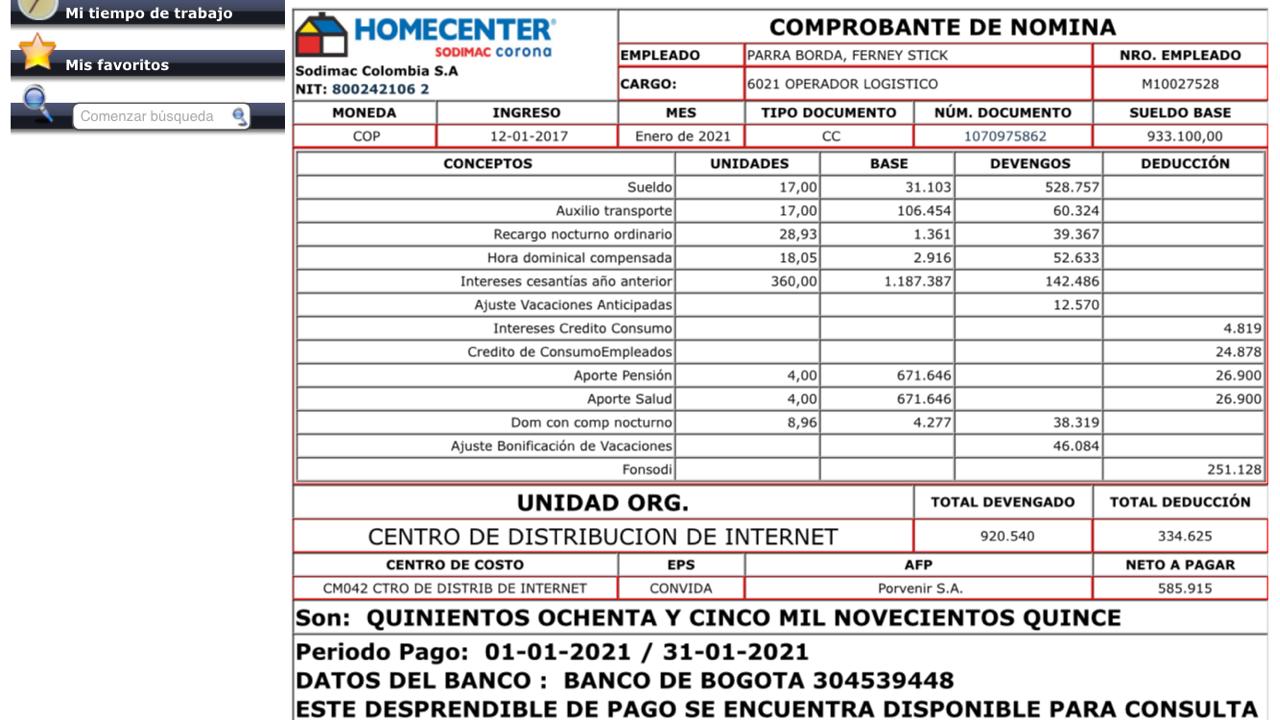 Mi tiempo de trabajo
Mis favoritos
Comenzar búsqueda
HOMECENTER
SODIMAC corona
Sodimac Colombia S.A
NIT: 800242106 2
COMPROBANTE DE NOMINA
EMPLEADO PARRA BORDA, FERNEY STICK NRO. EMPLEADO
CARGO: 6021 OPERADOR LOGISTICO M10027528
MONEDA INGRESO MES TIPO DOCUMENTO NÚM. DOCUMENTO SUELDO BASE
COP 12-01-2017 Enero de 2021 CC 1070975862 933.100,00
CONCEPTOS UNIDADES BASE DEVENGOS DEDUCCIÓN
Sueldo 17,00 31.103 528.757
Auxilio transporte 17,00 106.454 60.324
Recargo nocturno ordinario 28,93 1.361 39.367
Hora dominical compensada 18,05 2.916 52.633
Intereses cesantías año anterior 360,00 1.187.387 142.486
Ajuste Vacaciones Anticipadas 12.570
Intereses Credito Consumo 4.819
Credito de ConsumoEmpleados 24.878
Aporte Pensión 4,00 671.646 26.900
Aporte Salud 4,00 671.646 26.900
Dom con comp nocturno 8,96 4.277 38.319
Ajuste Bonificación de Vacaciones 46.084
Fonsodi 251.128
UNIDAD ORG. TOTAL DEVENGADO TOTAL DEDUCCIÓN
CENTRO DE DISTRIBUCION DE INTERNET 920.540 334.625
CENTRO DE COSTO EPS AFP NETO A PAGAR
CM042 CTRO DE DISTRIB DE INTERNET CONVIDA Porvenir S.A. 585.915
Son: QUINIENTOS OCHENTA Y CINCO MIL NOVECIENTOS QUINCE
Periodo Pago: 01-01-2021 / 31-01-2021
DATOS DEL BANCO : BANCO DE BOGOTA 304539448
ESTE DESPRENDIBLE DE PAGO SE ENCUENTRA DISPONIBLE PARA CONSULTA